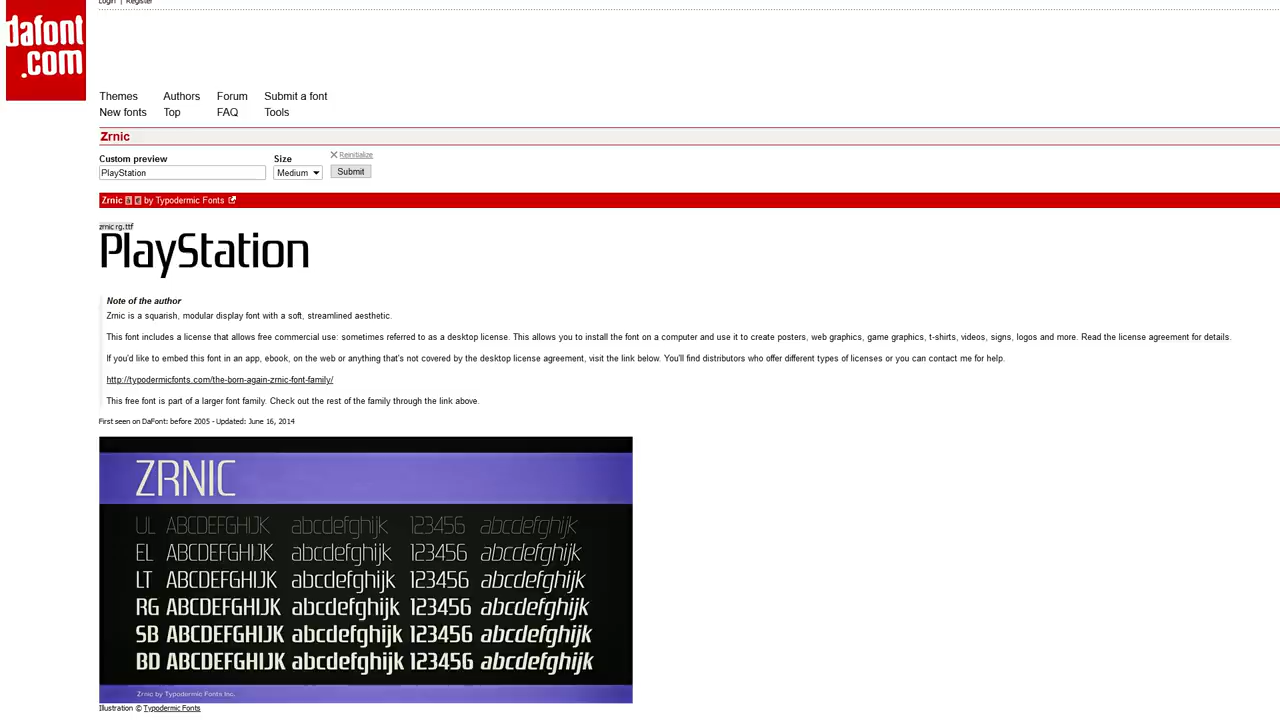 Login | Register
dafont
.com
Themes Authors Forum Submit a font
New fonts Top FAQ Tools
Zrnic
Custom preview Size Reinitialize
PlayStation Medium Submit
Zrnic à € by Typodermic Fonts
zrnic rg.ttf
PlayStation
Note of the author
Zrnic is a squarish, modular display font with a soft, streamlined aesthetic.
This font includes a license that allows free commercial use: sometimes referred to as a desktop license. This allows you to install the font on a computer and use it to create posters, web graphics, game graphics, t-shirts, videos, signs, logos and more. Read the license agreement for details.
If you'd like to embed this font in an app, ebook, on the web or anything that's not covered by the desktop license agreement, visit the link below. You'll find distributors who offer different types of licenses or you can contact me for help.
http://typodermicfonts.com/the-born-again-zrnic-font-family/
This free font is part of a larger font family. Check out the rest of the family through the link above.
First seen on DaFont: before 2005 - Updated: June 16, 2014
ZRNIC
UL ABCDEFGHIJK abcdefghijk 123456 abcdefghijk
EL ABCDEFGHIJK abcdefghijk 123456 abcdefghijk
LT ABCDEFGHIJK abcdefghijk 123456 abcdefghijk
RG ABCDEFGHIJK abcdefghijk 123456 abcdefghijk
SB ABCDEFGHIJK abcdefghijk 123456 abcdefghijk
BD ABCDEFGHIJK abcdefghijk 123456 abcdefghijk
Zrnic by Typodermic Fonts Inc.
Illustration © Typodermic Fonts